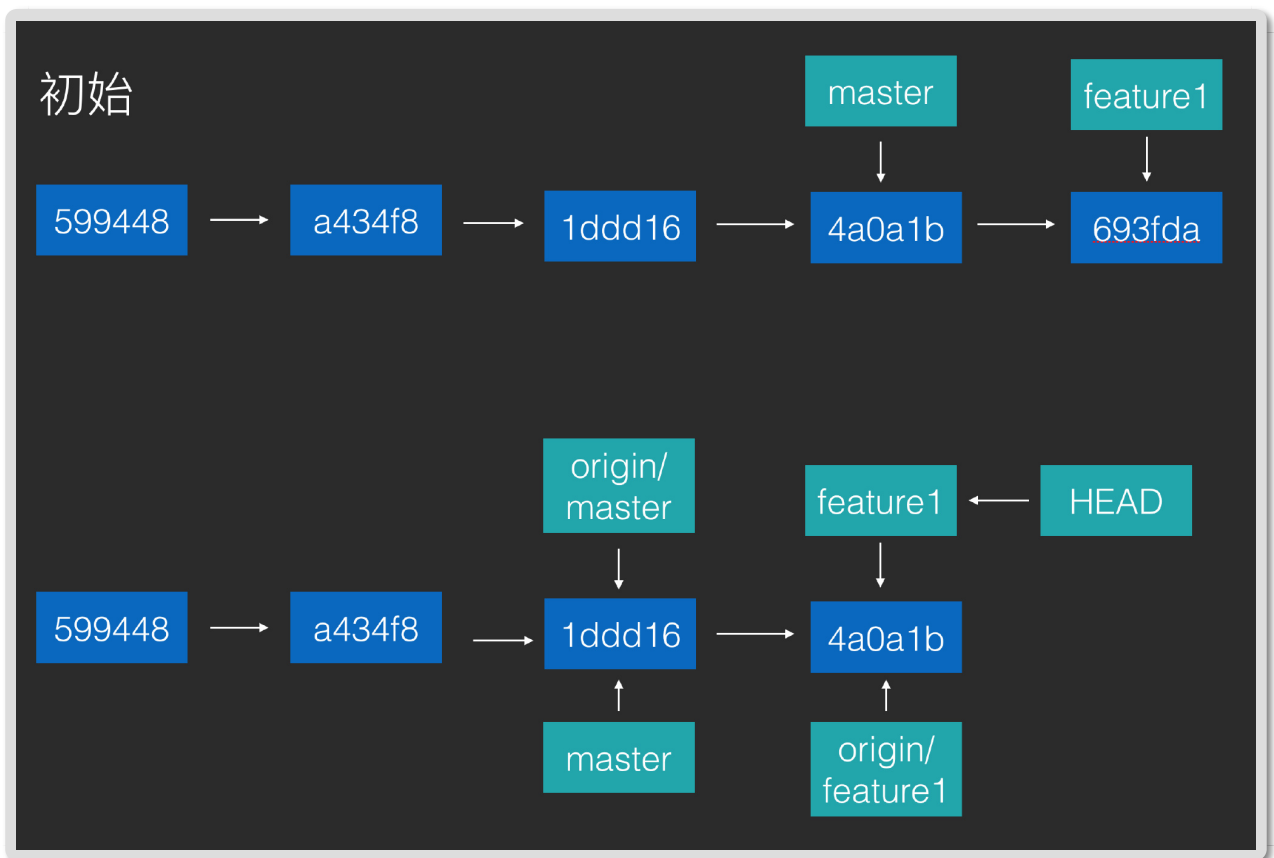 初始
master
feature1
599448
a434f8
1ddd16
4a0a1b
693fda
origin/
master
feature1
HEAD
599448
a434f8
1ddd16
4a0a1b
master
origin/
feature1